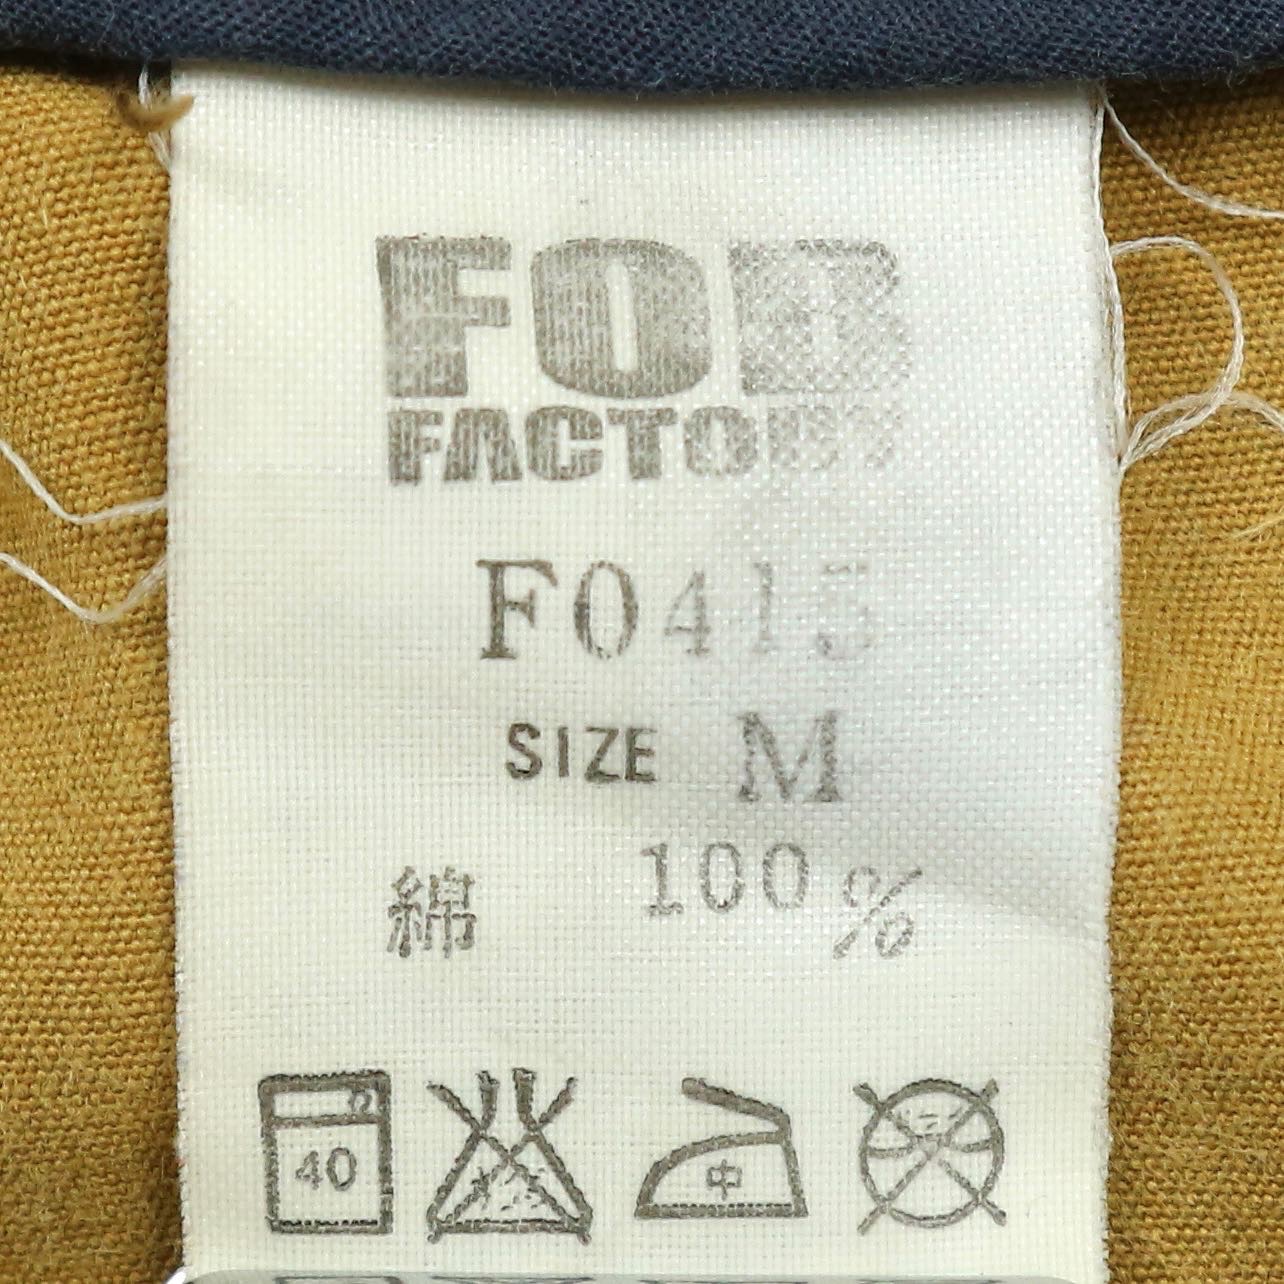 FOB
FACTORY
F0415
SIZE M
綿 100%
40 中